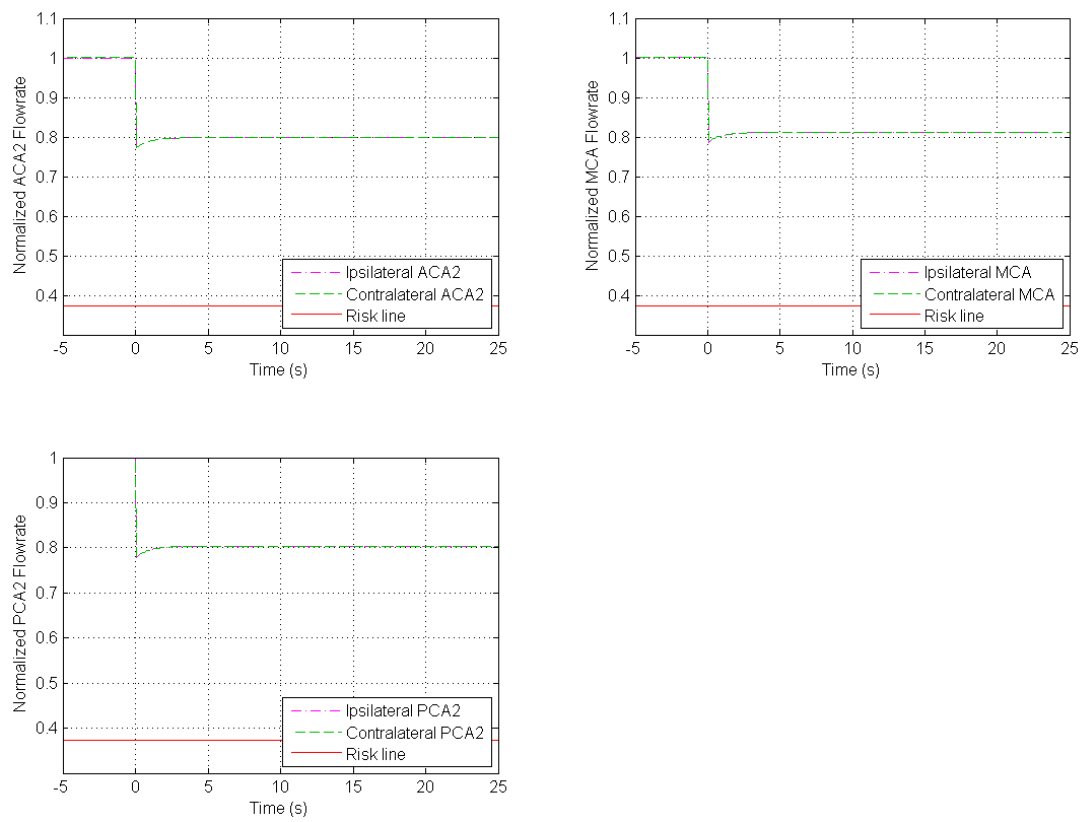 1.1
1
0.9
0.8
0.7
0.6
0.5
0.4
Normalized ACA2 Flowrate
Ipsilateral ACA2
Contralateral ACA2
Risk line
-5 0 5 10 15 20 25
Time (s)
1.1
1
0.9
0.8
0.7
0.6
0.5
0.4
Normalized MCA Flowrate
Ipsilateral MCA
Contralateral MCA
Risk line
-5 0 5 10 15 20 25
Time (s)
1
0.9
0.8
0.7
0.6
0.5
0.4
Normalized PCA2 Flowrate
Ipsilateral PCA2
Contralateral PCA2
Risk line
-5 0 5 10 15 20 25
Time (s)